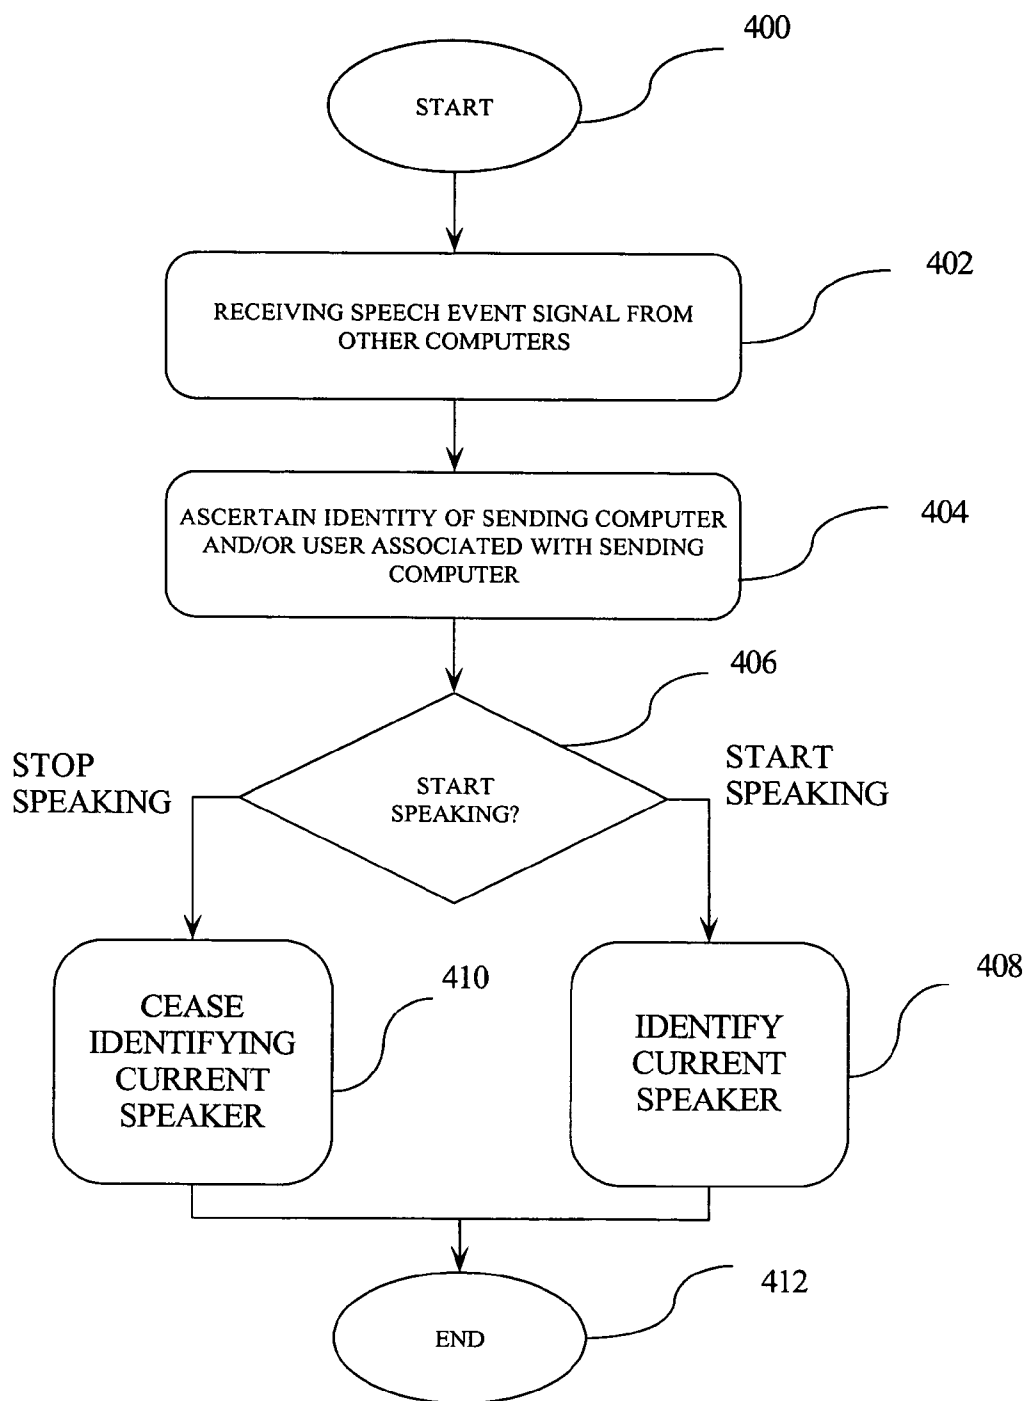 400
START
402
RECEIVING SPEECH EVENT SIGNAL FROM
OTHER COMPUTERS
404
ASCERTAIN IDENTITY OF SENDING COMPUTER
AND/OR USER ASSOCIATED WITH SENDING
COMPUTER
406
STOP
SPEAKING
START
SPEAKING?
START
SPEAKING
410
CEASE
IDENTIFYING
CURRENT
SPEAKER
408
IDENTIFY
CURRENT
SPEAKER
412
END